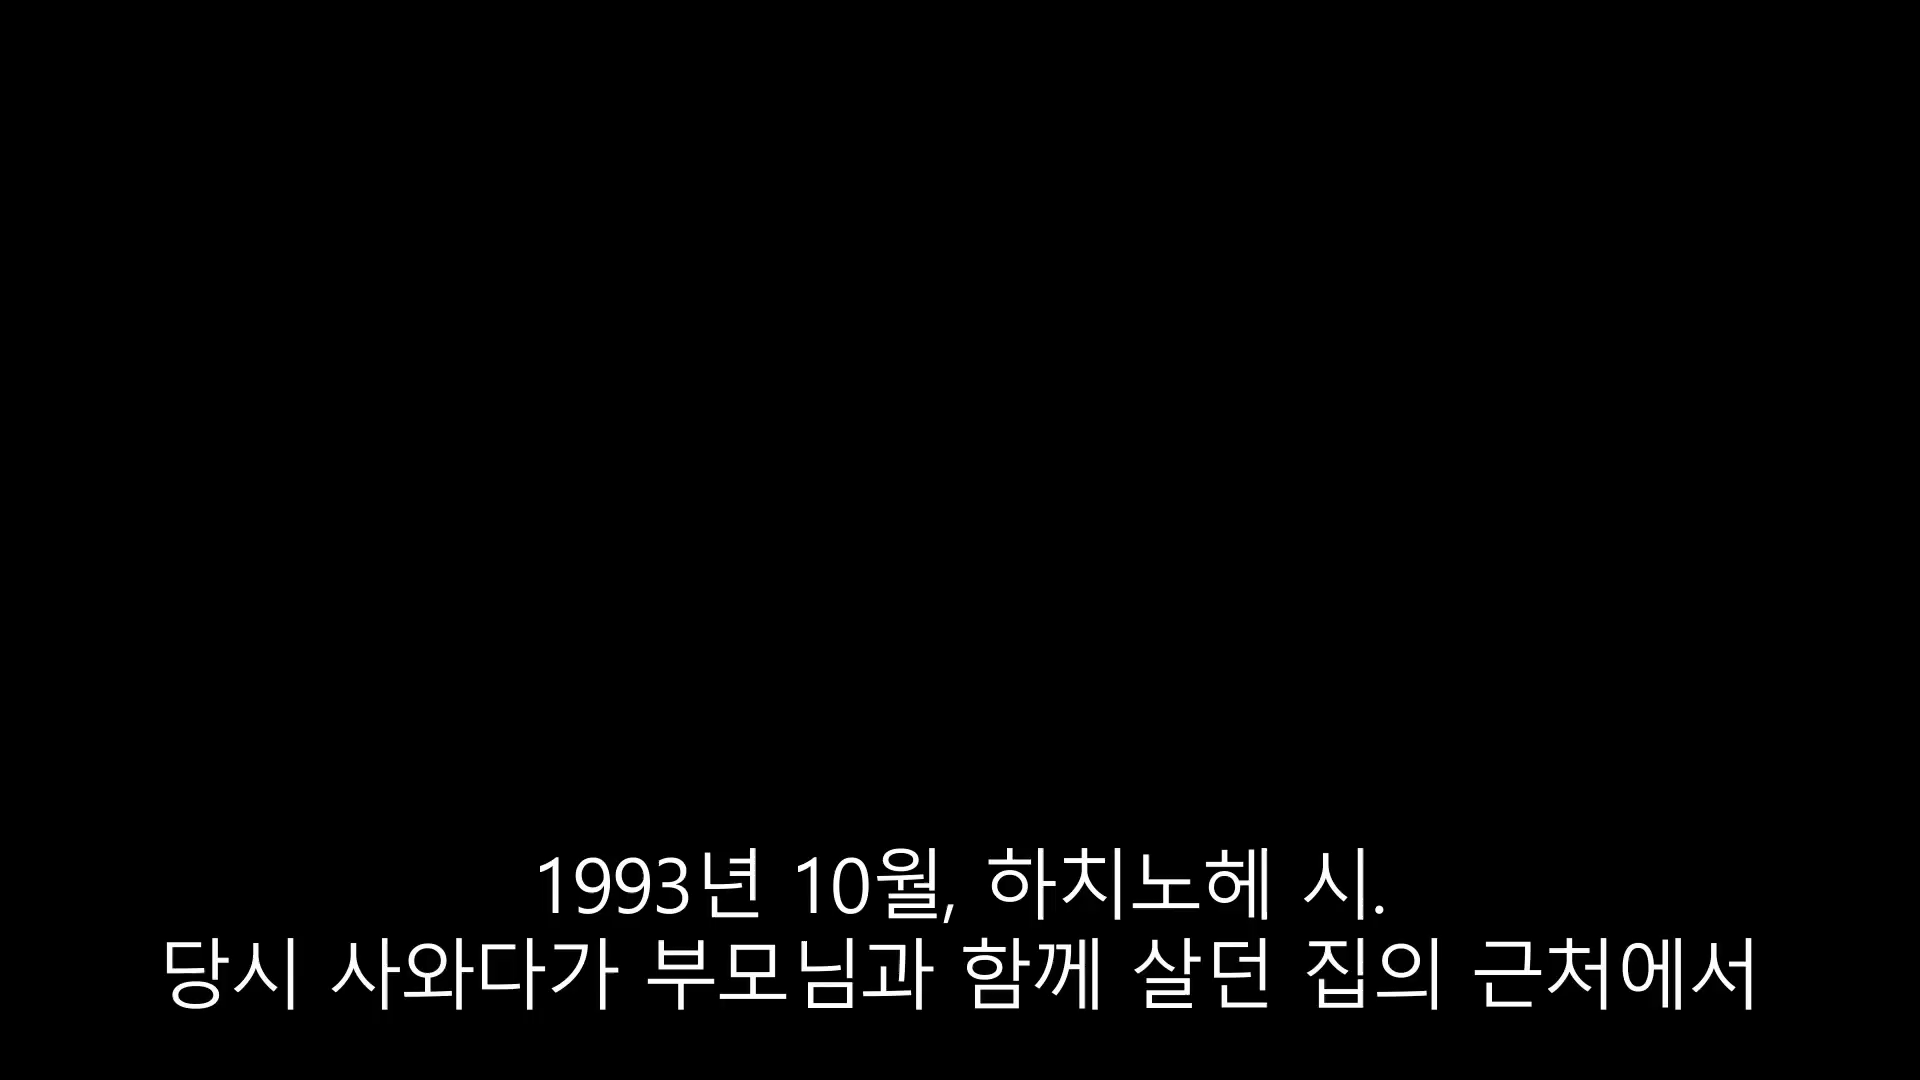 1993년 10월, 하치노헤 시.
당시 사와다가 부모님과 함께 살던 집의 근처에서